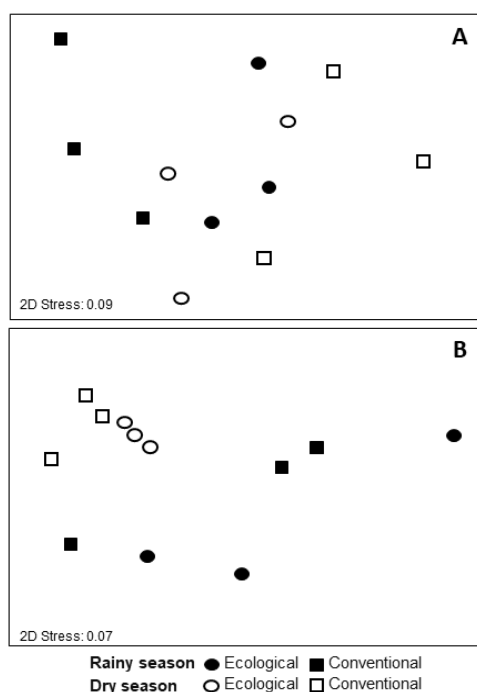 A
2D Stress: 0.09
B
2D Stress: 0.07
Rainy season Ecological Conventional
Dry season Ecological Conventional